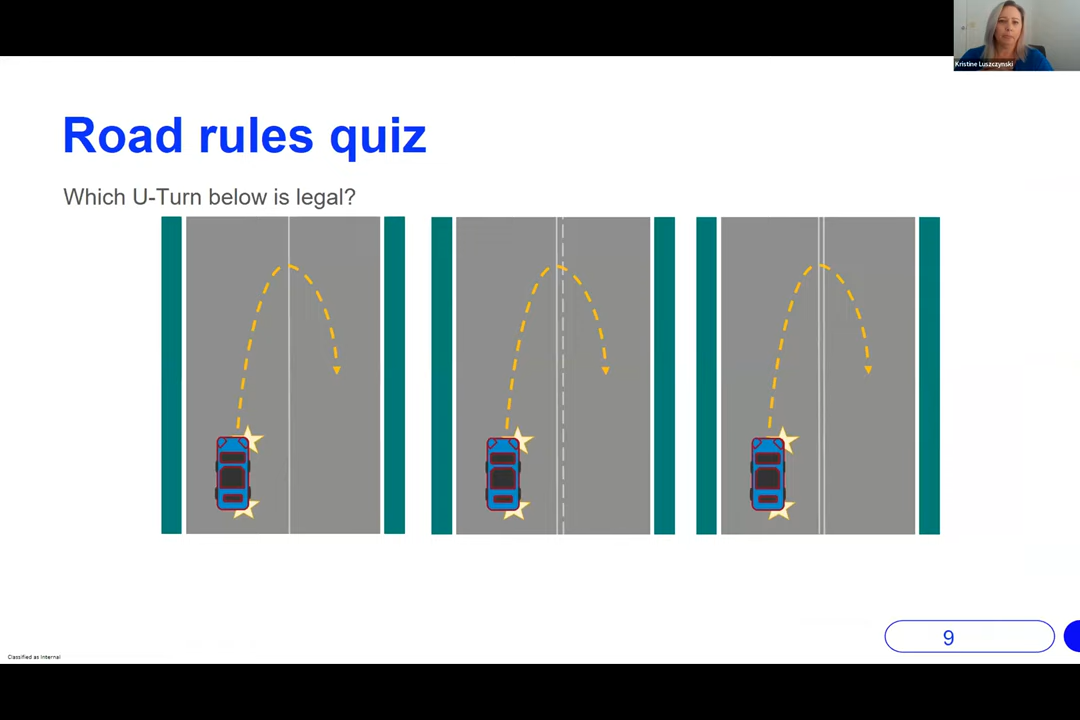 Kristine Luszczynski
Road rules quiz
Which U-Turn below is legal?
9
Classified as Internal